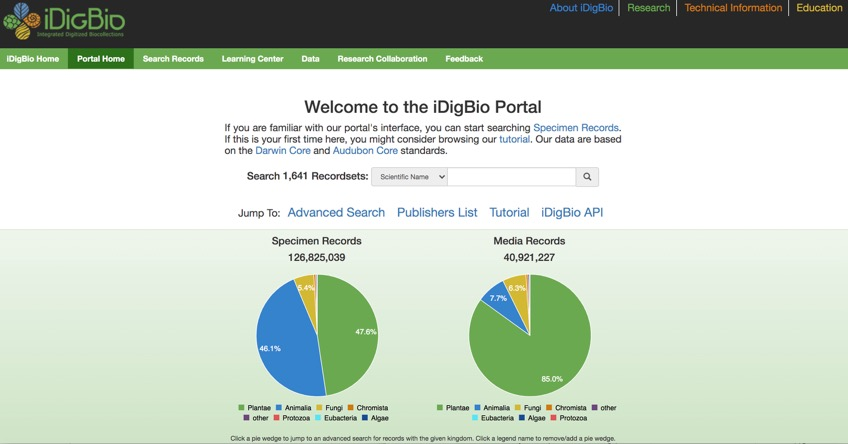 iDigBio
Integrated Digitized Biocollections
About iDigBio
Research
Technical Information
Education
iDigBio Home
Portal Home
Search Records
Learning Center
Data
Research Collaboration
Feedback
Welcome to the iDigBio Portal
If you are familiar with our portal's interface, you can start searching Specimen Records.
If this is your first time here, you might consider browsing our tutorial. Our data are based
on the Darwin Core and Audubon Core standards.
Search 1,641 Recordsets: Scientific Name
Jump To: Advanced Search Publishers List Tutorial iDigBio API
Specimen Records
126,825,039
5.4%
47.6%
46.1%
Plantae Animalia Fungi Chromista
other Protozoa Eubacteria Algae
Media Records
40,921,227
6.3%
7.7%
85.0%
Plantae Animalia Fungi Chromista other
Eubacteria Algae Protozoa
Click a pie wedge to jump to an advanced search for records with the given kingdom. Click a legend name to remove/add a pie wedge.